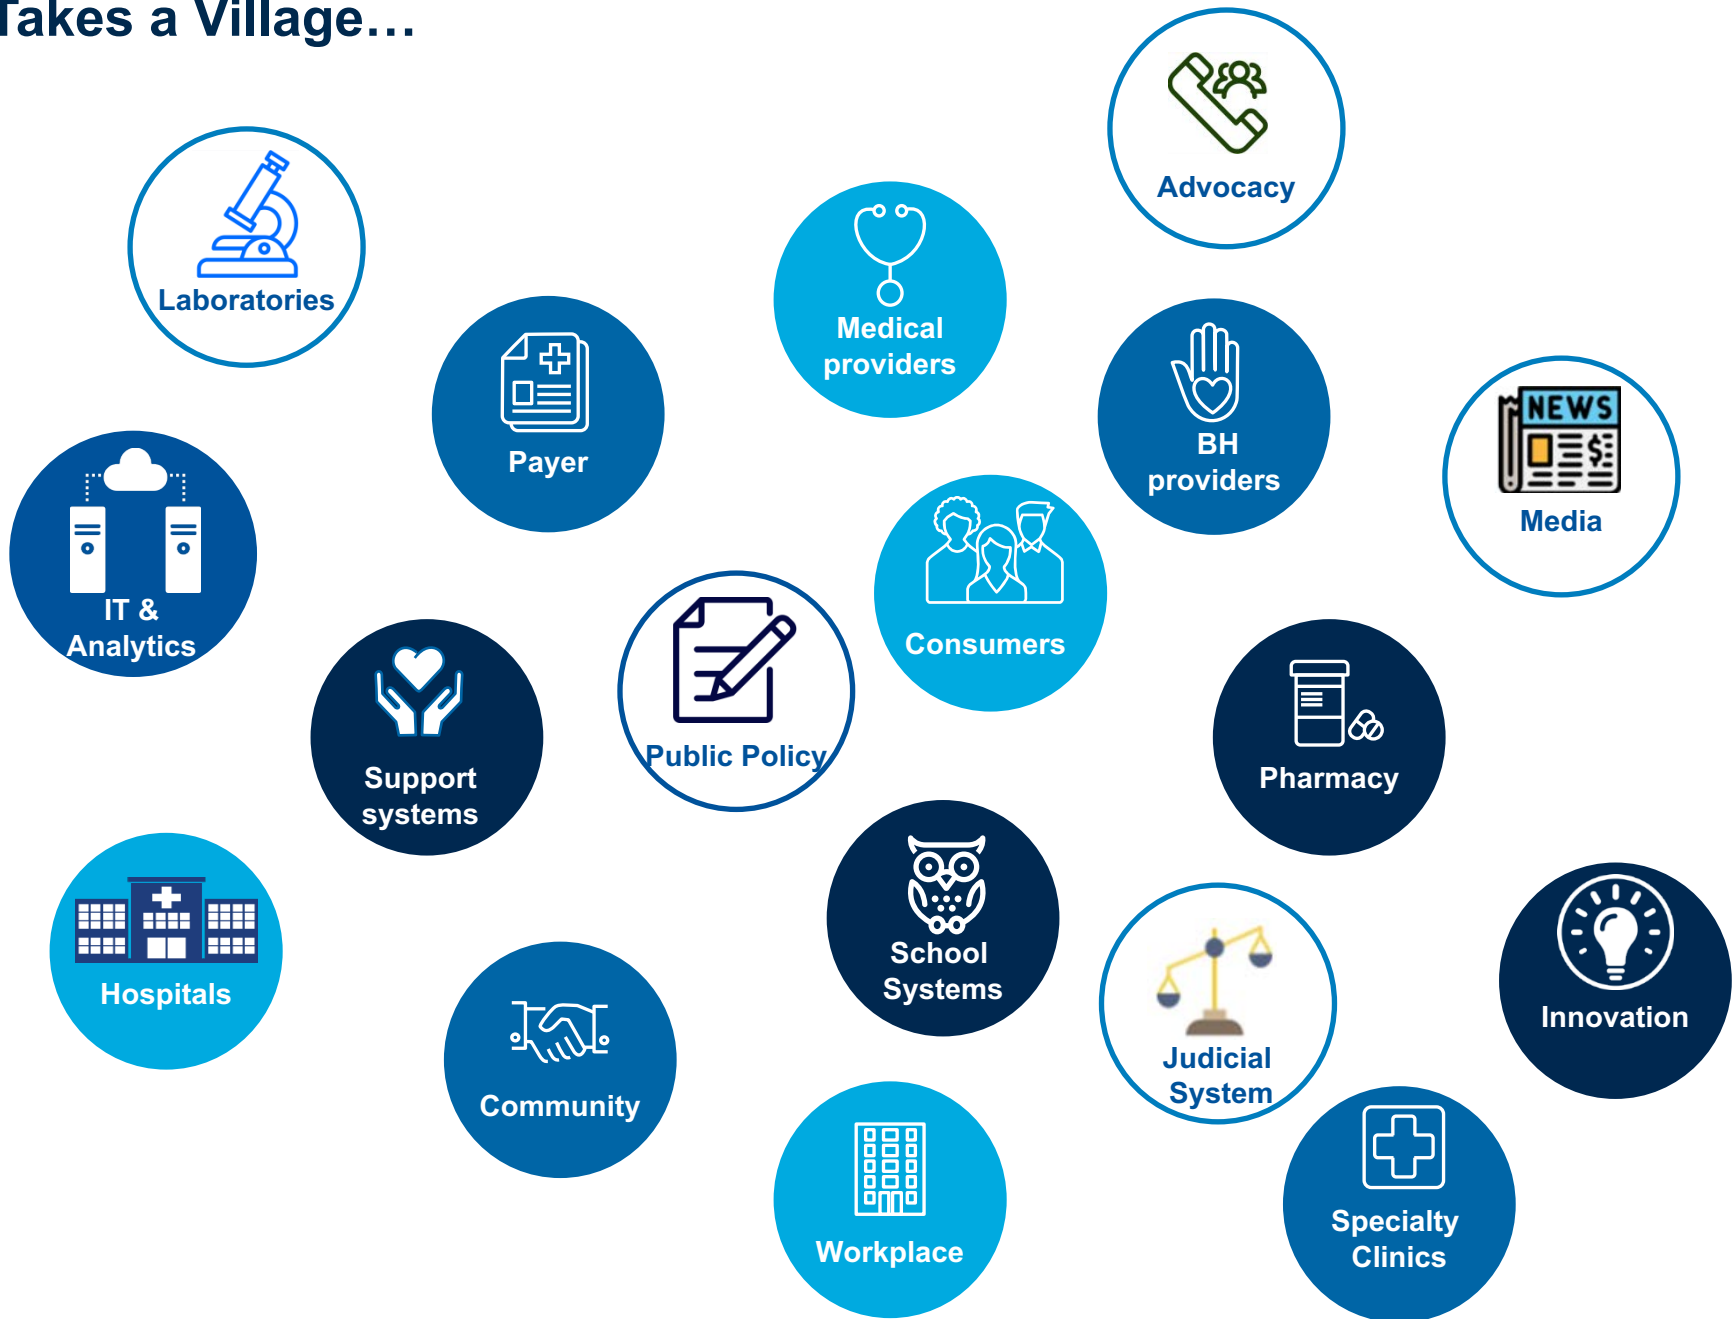 Takes a Village…
Advocacy
Laboratories
Medical
providers
Payer
BH
providers
NEWS
$
Media
IT &
Analytics
Consumers
Support
systems
Public Policy
Pharmacy
Hospitals
School
Systems
Innovation
Community
Judicial
System
Workplace
Specialty
Clinics